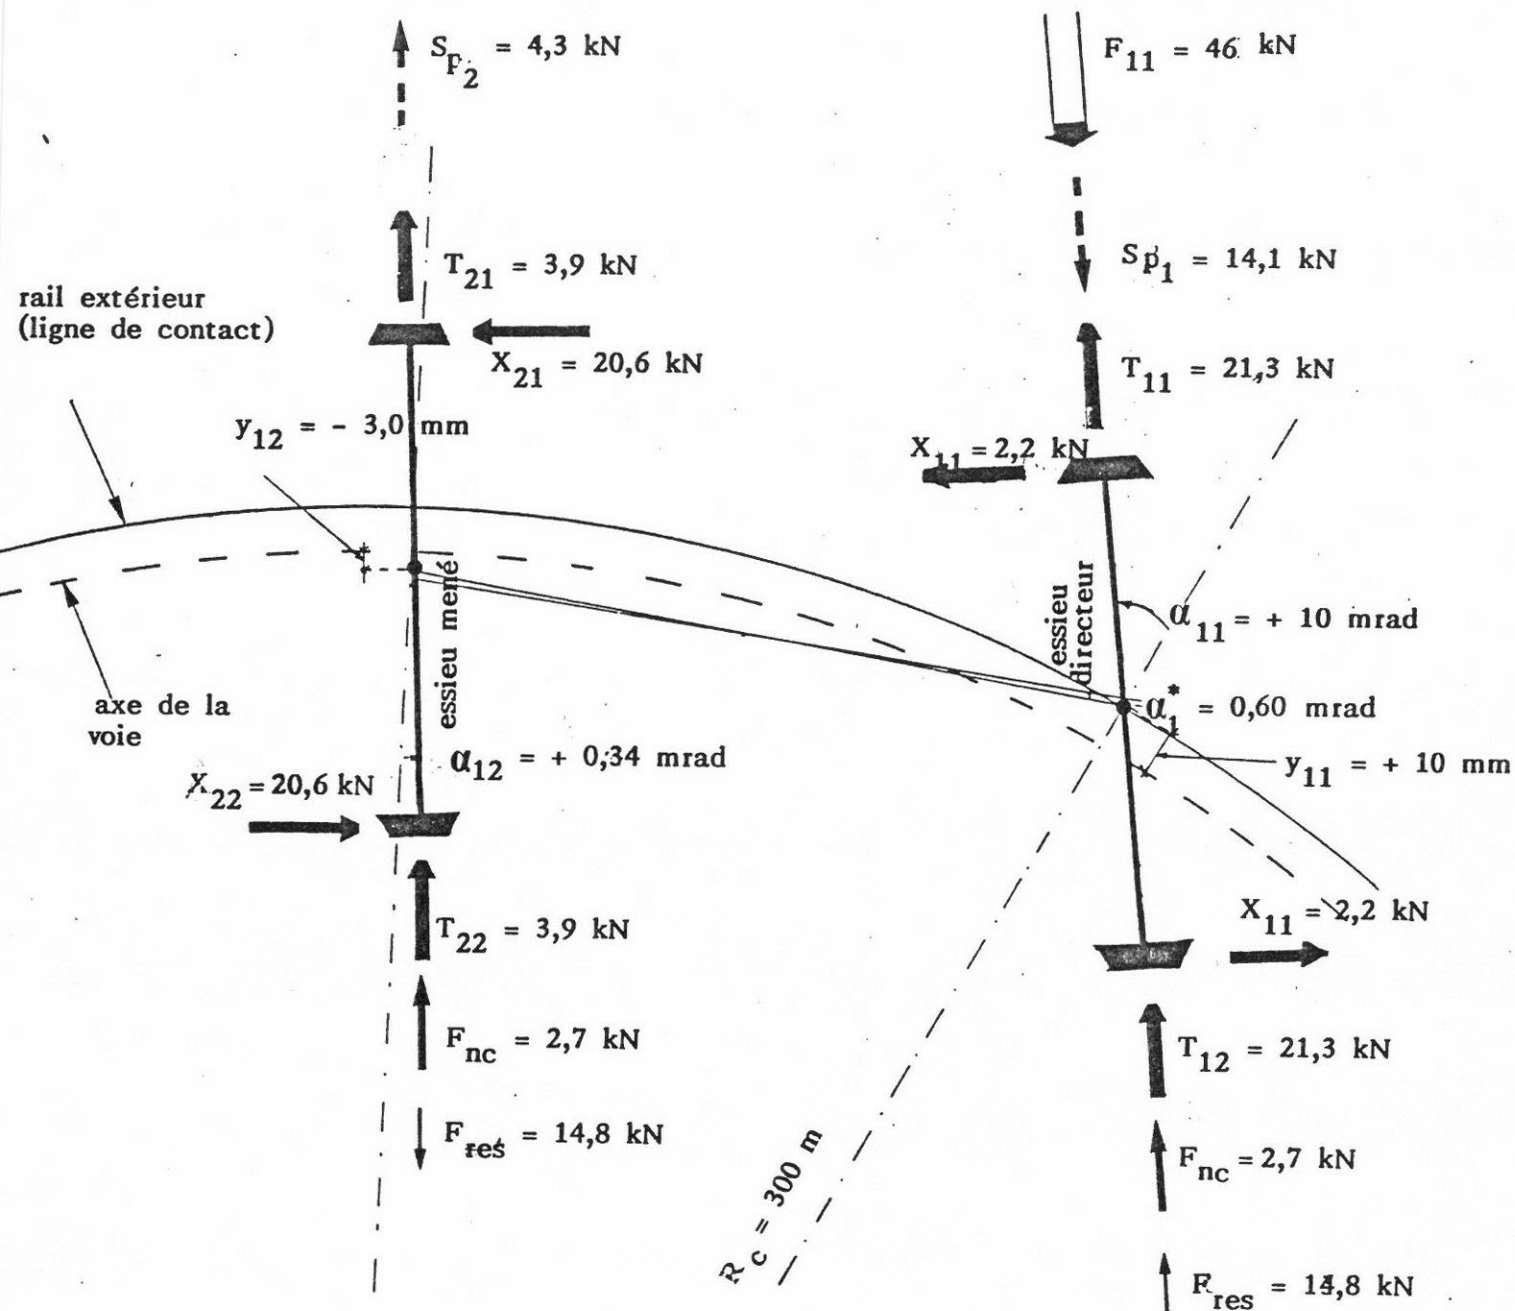 S_p2 = 4,3 kN
F_11 = 46 kN
T_21 = 3,9 kN
Sp_1 = 14,1 kN
rail extérieur
(ligne de contact)
X_21 = 20,6 kN
T_11 = 21,3 kN
y_12 = - 3,0 mm
X_11 = 2,2 kN
essieu mené
essieu
directeur
α_11 = + 10 mrad
axe de la
voie
α*_1 = 0,60 mrad
α_12 = + 0,34 mrad
y_11 = + 10 mm
X_22 = 20,6 kN
X_11 = 2,2 kN
T_22 = 3,9 kN
F_nc = 2,7 kN
T_12 = 21,3 kN
F_res = 14,8 kN
F_nc = 2,7 kN
R_c = 300 m
F_res = 14,8 kN